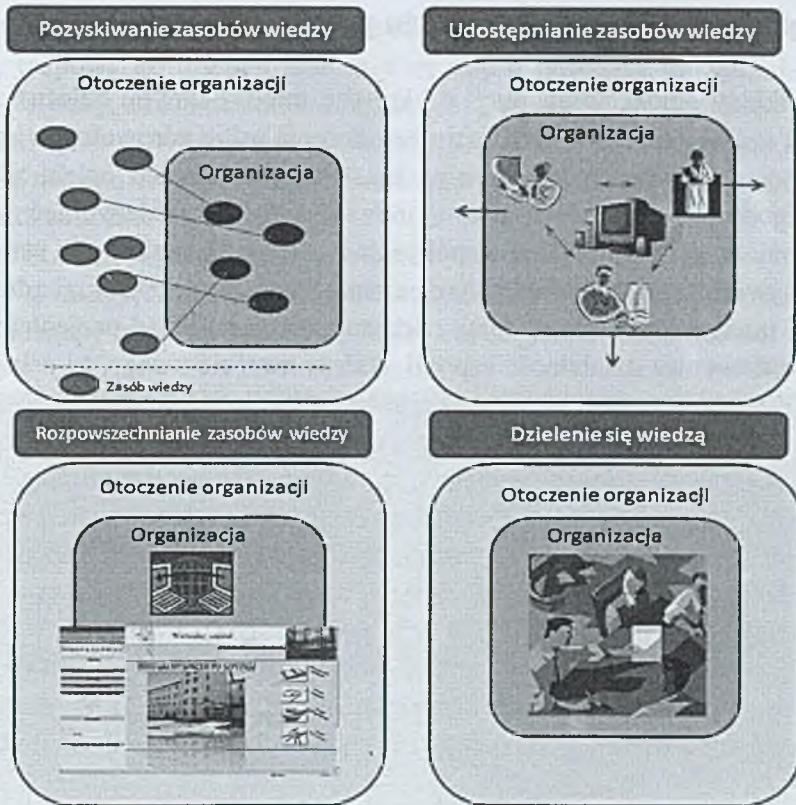 Pozyskiwanie zasobów wiedzy
Otoczenie organizacji
Organizacja
Zasób wiedzy
Udostępnianie zasobów wiedzy
Otoczenie organizacji
Organizacja
Rozpowszechnianie zasobów wiedzy
Otoczenie organizacji
Organizacja
Dzielenie się wiedzą
Otoczenie organizacji
Organizacja